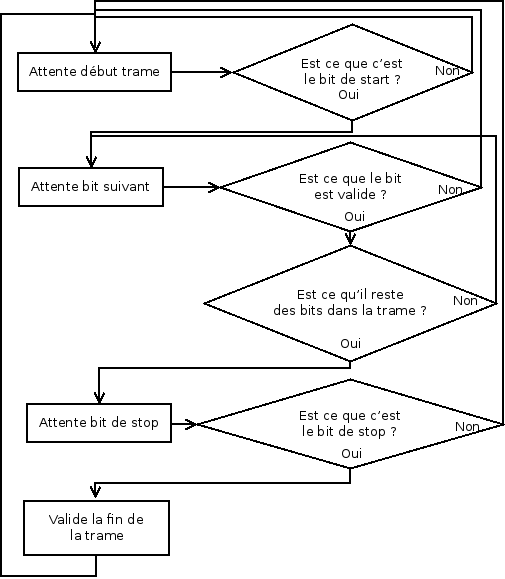 Attente début trame
Est ce que c'est
le bit de start ?
Non
Oui
Attente bit suivant
Est ce que le bit
est valide ?
Non
Oui
Est ce qu'il reste
des bits dans la trame ?
Non
Oui
Attente bit de stop
Est ce que c'est
le bit de stop ?
Non
Oui
Valide la fin de
la trame